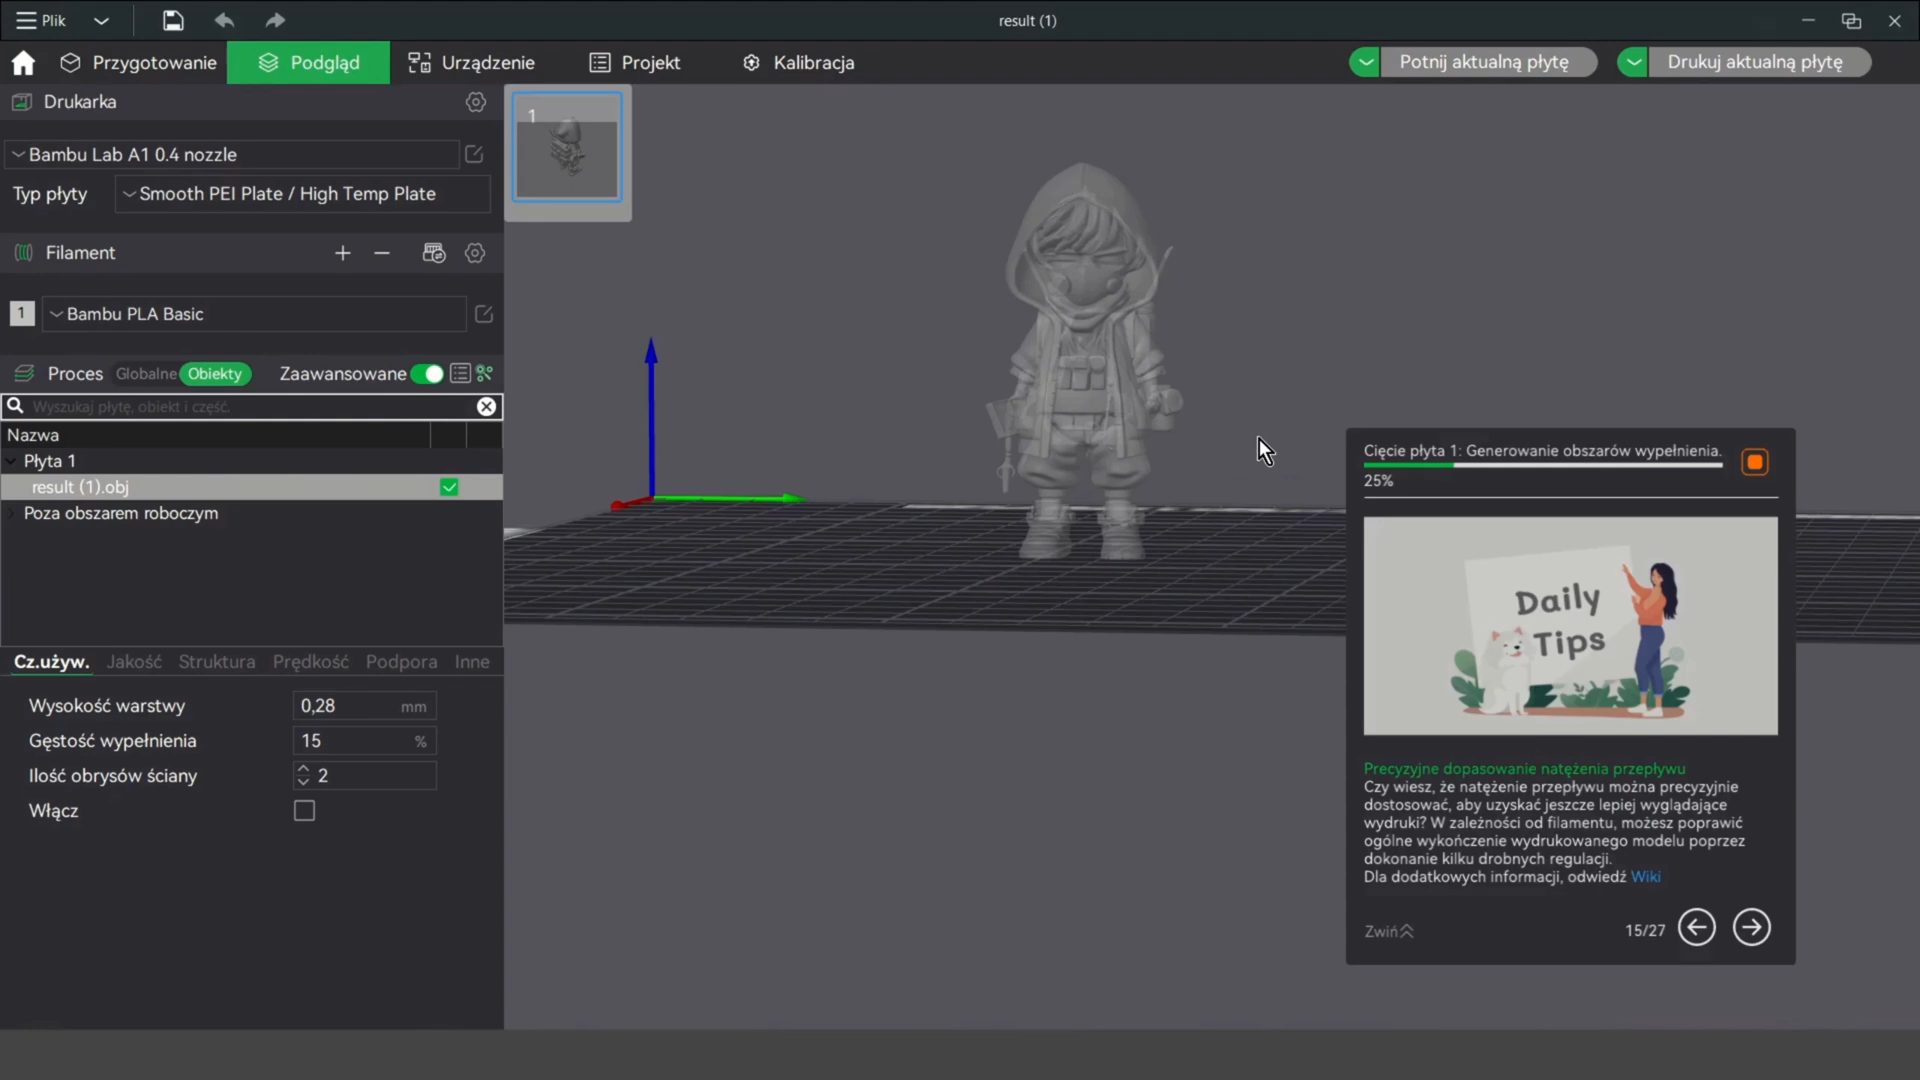 Plik
result (1)
Przygotowanie
Podgląd
Urządzenie
Projekt
Kalibracja
Potnij aktualną płytę
Drukuj aktualną płytę
Drukarka
Bambu Lab A1 0.4 nozzle
Typ płyty
Smooth PEI Plate / High Temp Plate
Filament
1
Bambu PLA Basic
Proces
Globalne
Obiekty
Zaawansowane
Wyszukaj płytę, obiekt i część.
Nazwa
Płyta 1
result (1).obj
Poza obszarem roboczym
Cz.używ.
Jakość
Struktura
Prędkość
Podpora
Inne
Wysokość warstwy
0,28
mm
Gęstość wypełnienia
15
%
Ilość obrysów ściany
2
Włącz
1
Cięcie płyta 1: Generowanie obszarów wypełnienia.
25%
Daily
Tips
Precyzyjne dopasowanie natężenia przepływu
Czy wiesz, że natężenie przepływu można precyzyjnie
dostosować, aby uzyskać jeszcze lepiej wyglądające
wydruki? W zależności od filamentu, możesz poprawić
ogólne wykończenie wydrukowanego modelu poprzez
dokonanie kilku drobnych regulacji.
Dla dodatkowych informacji, odwiedź Wiki
Zwiń
15/27